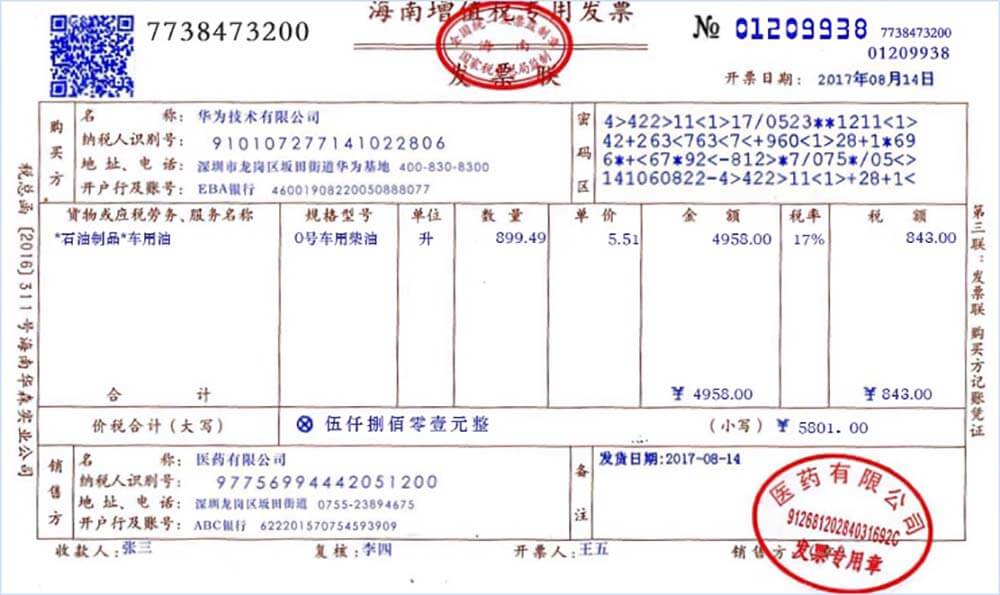 海南增值税专用发票
发票联
全国统一发票监制章
海南
国家税务总局监制
7738473200
№ 01209938 7738473200
01209938
开票日期: 2017年08月14日
购买方
名 称: 华为技术有限公司
纳税人识别号: 910107277141022806
地 址、电 话: 深圳市龙岗区坂田街道华为基地 400-830-8300
开户行及账号: EBA银行 46001908220050888077
密码区
4>422>11<1>17/0523**1211<1>
42+263<763<7<+960<1>28+1*69
6*+<67*92<-812>*7/075*/05<>
141060822-4>422>11<1>+28+1<
货物或应税劳务、服务名称 规格型号 单位 数 量 单 价 金 额 税率 税 额
*石油制品*车用油 0号车用柴油 升 899.49 5.51 4958.00 17% 843.00
合 计 ¥ 4958.00 ¥ 843.00
价税合计(大写) ⊗ 伍仟捌佰零壹元整 (小写) ¥ 5801.00
销售方
名 称: 医药有限公司
纳税人识别号: 97756994442051200
地 址、电 话: 深圳龙岗区坂田街道 0755-23894675
开户行及账号: ABC银行 622201570754593909
备注
发货日期:2017-08-14
收款人:张三 复核:李四 开票人:王五 销售方
医药有限公司
91268120284031692C
发票专用章
税总函[2016]311号海南华森实业公司
第三联:发票联 购买方记账凭证